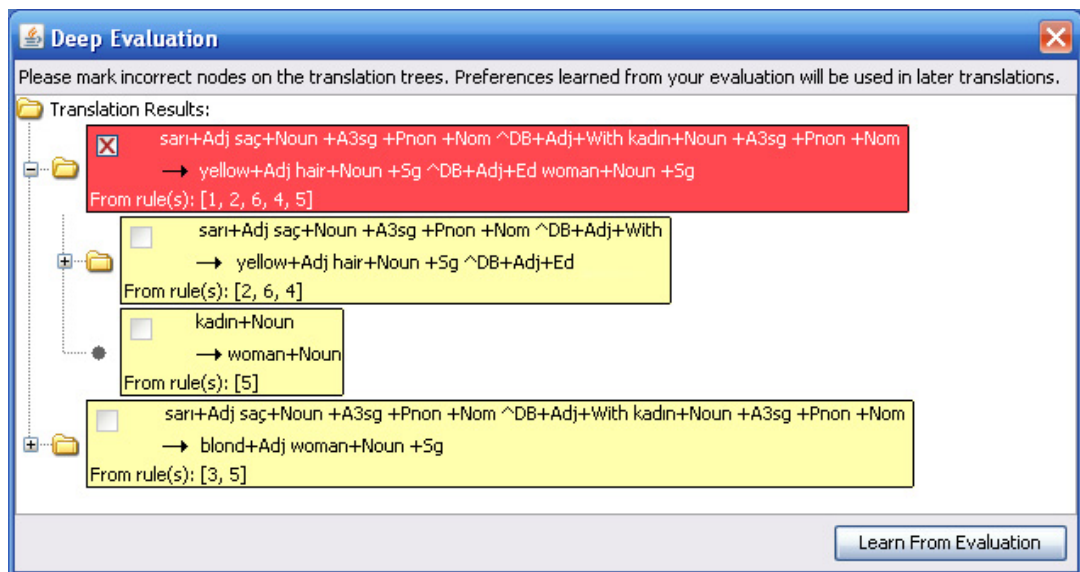 Deep Evaluation
Please mark incorrect nodes on the translation trees. Preferences learned from your evaluation will be used in later translations.
Translation Results:
sarı+Adj saç+Noun +A3sg +Pnon +Nom ^DB+Adj+With kadın+Noun +A3sg +Pnon +Nom
→ yellow+Adj hair+Noun +Sg ^DB+Adj+Ed woman+Noun +Sg
From rule(s): [1, 2, 6, 4, 5]
sarı+Adj saç+Noun +A3sg +Pnon +Nom ^DB+Adj+With
→ yellow+Adj hair+Noun +Sg ^DB+Adj+Ed
From rule(s): [2, 6, 4]
kadın+Noun
→ woman+Noun
From rule(s): [5]
sarı+Adj saç+Noun +A3sg +Pnon +Nom ^DB+Adj+With kadın+Noun +A3sg +Pnon +Nom
→ blond+Adj woman+Noun +Sg
From rule(s): [3, 5]
Learn From Evaluation